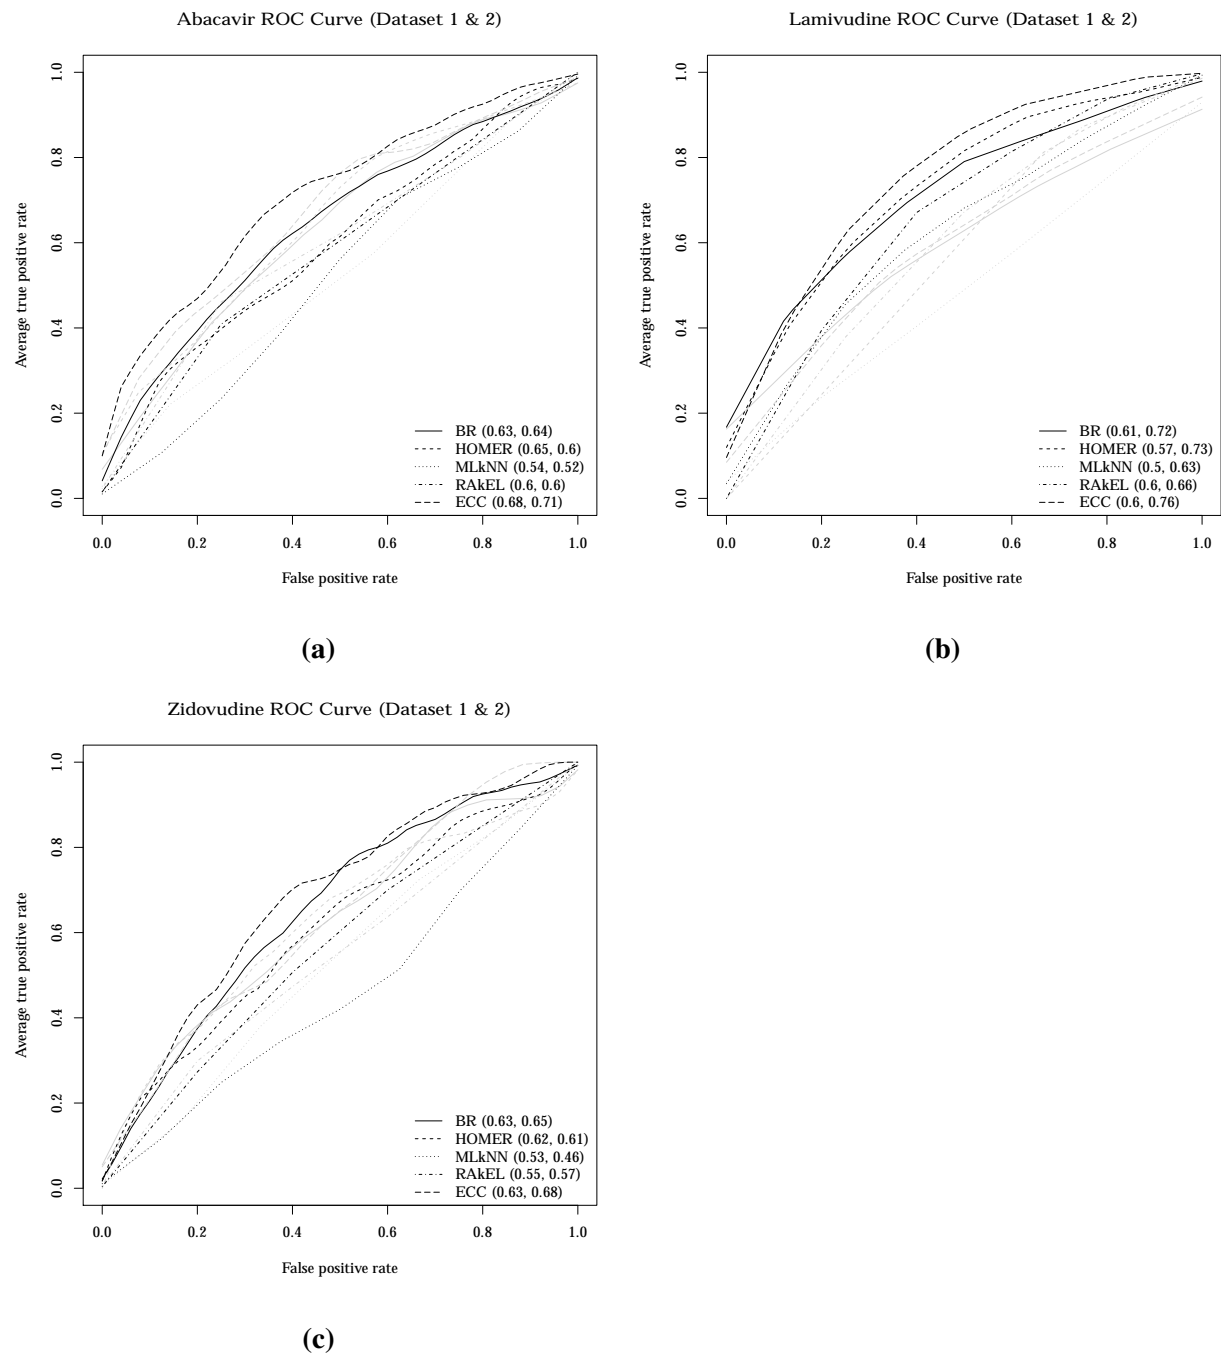 Abacavir ROC Curve (Dataset 1 & 2)
Average true positive rate
1.0
0.8
0.6
0.4
0.2
0.0
BR (0.63, 0.64)
HOMER (0.65, 0.6)
MLkNN (0.54, 0.52)
RAkEL (0.6, 0.6)
ECC (0.68, 0.71)
0.0 0.2 0.4 0.6 0.8 1.0
False positive rate
(a)
Lamivudine ROC Curve (Dataset 1 & 2)
Average true positive rate
1.0
0.8
0.6
0.4
0.2
0.0
BR (0.61, 0.72)
HOMER (0.57, 0.73)
MLkNN (0.5, 0.63)
RAkEL (0.6, 0.66)
ECC (0.6, 0.76)
0.0 0.2 0.4 0.6 0.8 1.0
False positive rate
(b)
Zidovudine ROC Curve (Dataset 1 & 2)
Average true positive rate
1.0
0.8
0.6
0.4
0.2
0.0
BR (0.63, 0.65)
HOMER (0.62, 0.61)
MLkNN (0.53, 0.46)
RAkEL (0.55, 0.57)
ECC (0.63, 0.68)
0.0 0.2 0.4 0.6 0.8 1.0
False positive rate
(c)